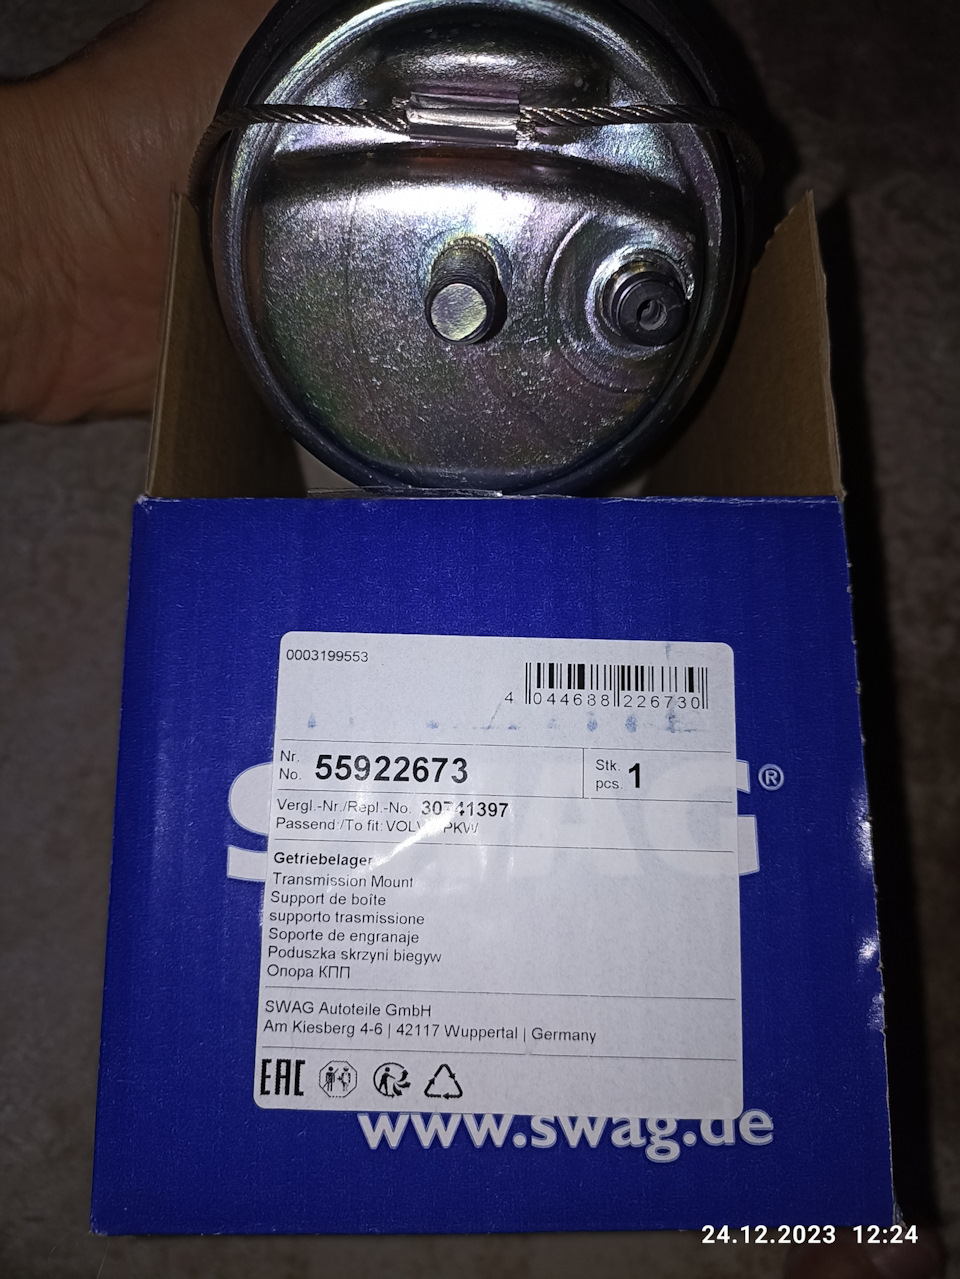 0003199553
4 044688 226730
Nr.
No. 55922673
Stk.
pcs. 1
®
Vergl.-Nr./Repl.-No. 30741397
Passend:/To fit: PKW
Getriebelager
Transmission Mount
Support de boîte
supporto trasmissione
Soporte de engranaje
Poduszka skrzyni biegyw
Опора КПП
SWAG Autoteile GmbH
Am Kiesberg 4-6 | 42117 Wuppertal | Germany
EAC
www.swag.de
24.12.2023 12:24